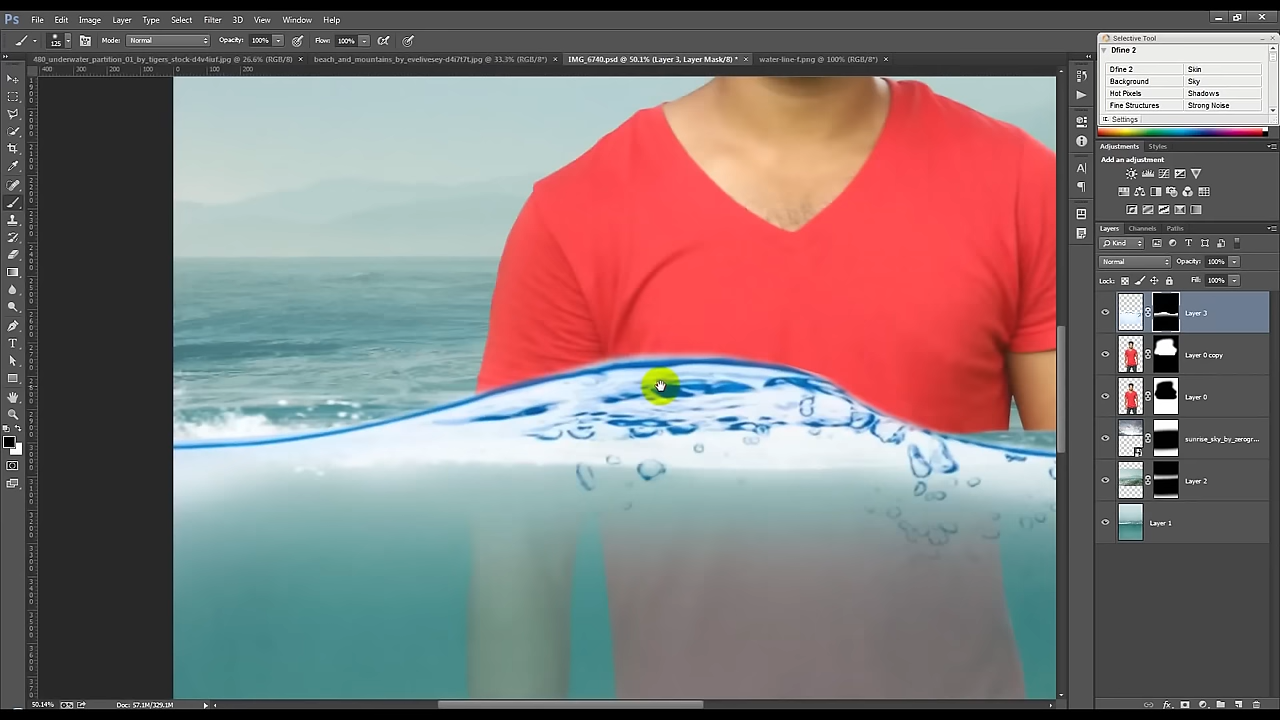 Ps File Edit Image Layer Type Select Filter 3D View Window Help
125 Mode: Normal Opacity: 100% Flow: 100%
Selective Tool
Dfine 2
480_underwater_partition_01_by_tigers_stock-d4v4iuf.jpg @ 26.6% (RGB/8) × beach_and_mountains_by_evelivesey-d4i7t7t.jpg @ 33.3% (RGB/8*) × IMG_6740.psd @ 50.1% (Layer 3, Layer Mask/8) * × water-line-f.png @ 100% (RGB/8*) ×
Dfine 2 Skin
Background Sky
Hot Pixels Shadows
Fine Structures Strong Noise
Settings
Adjustments Styles
Add an adjustment
Layers Channels Paths
Kind
Normal Opacity: 100%
Lock: Fill: 100%
Layer 3
Layer 0 copy
Layer 0
sunrise_sky_by_zerogr...
Layer 2
Layer 1
50.14% Doc: 57.1M/329.1M